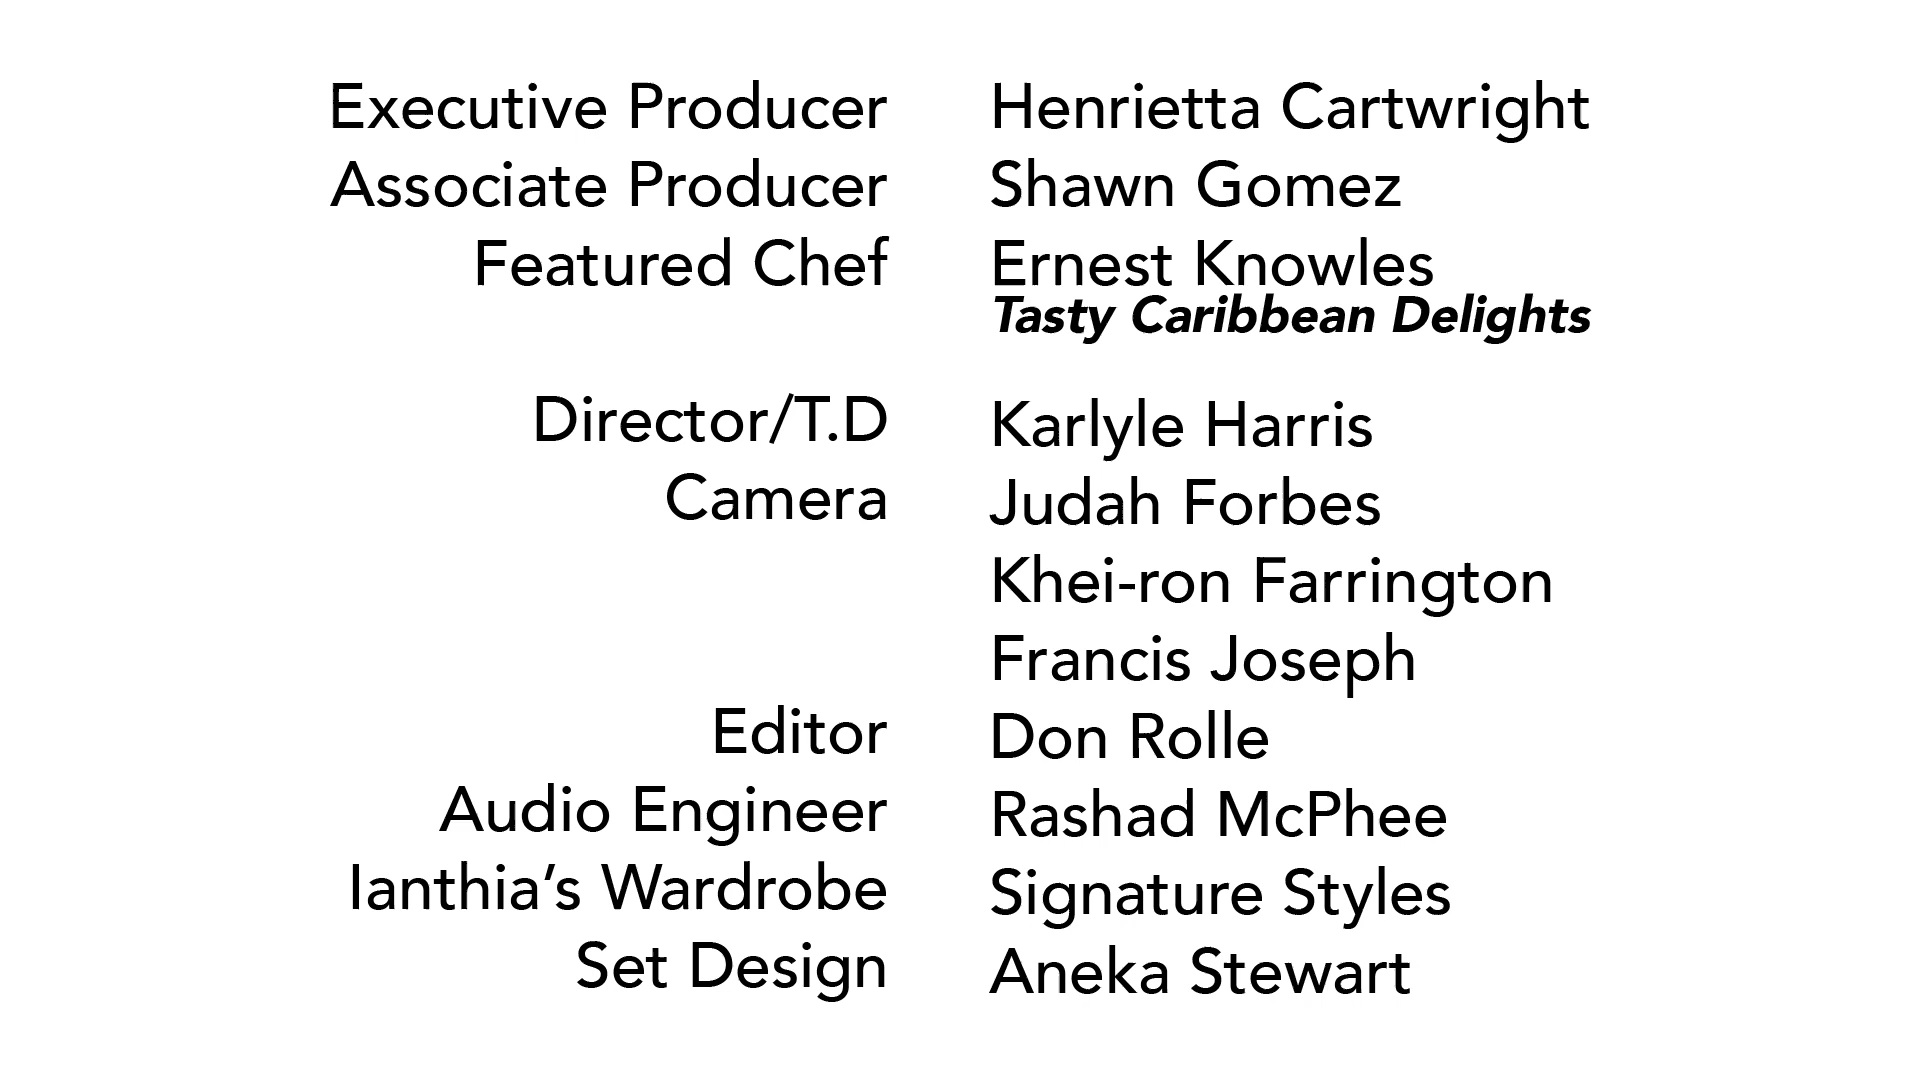 Executive Producer Henrietta Cartwright
Associate Producer Shawn Gomez
Featured Chef Ernest Knowles
Tasty Caribbean Delights
Director/T.D Karlyle Harris
Camera Judah Forbes
Khei-ron Farrington
Francis Joseph
Editor Don Rolle
Audio Engineer Rashad McPhee
Ianthia’s Wardrobe Signature Styles
Set Design Aneka Stewart